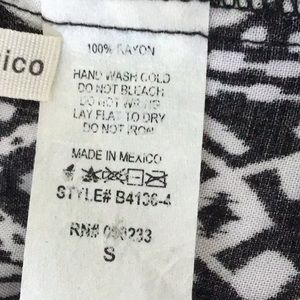 ico
100% RAYON
HAND WASH COLD
DO NOT BLEACH
DO NOT WRING
LAY FLAT TO DRY
DO NOT IRON
MADE IN MEXICO
STYLE# B4136-4
RN#
S